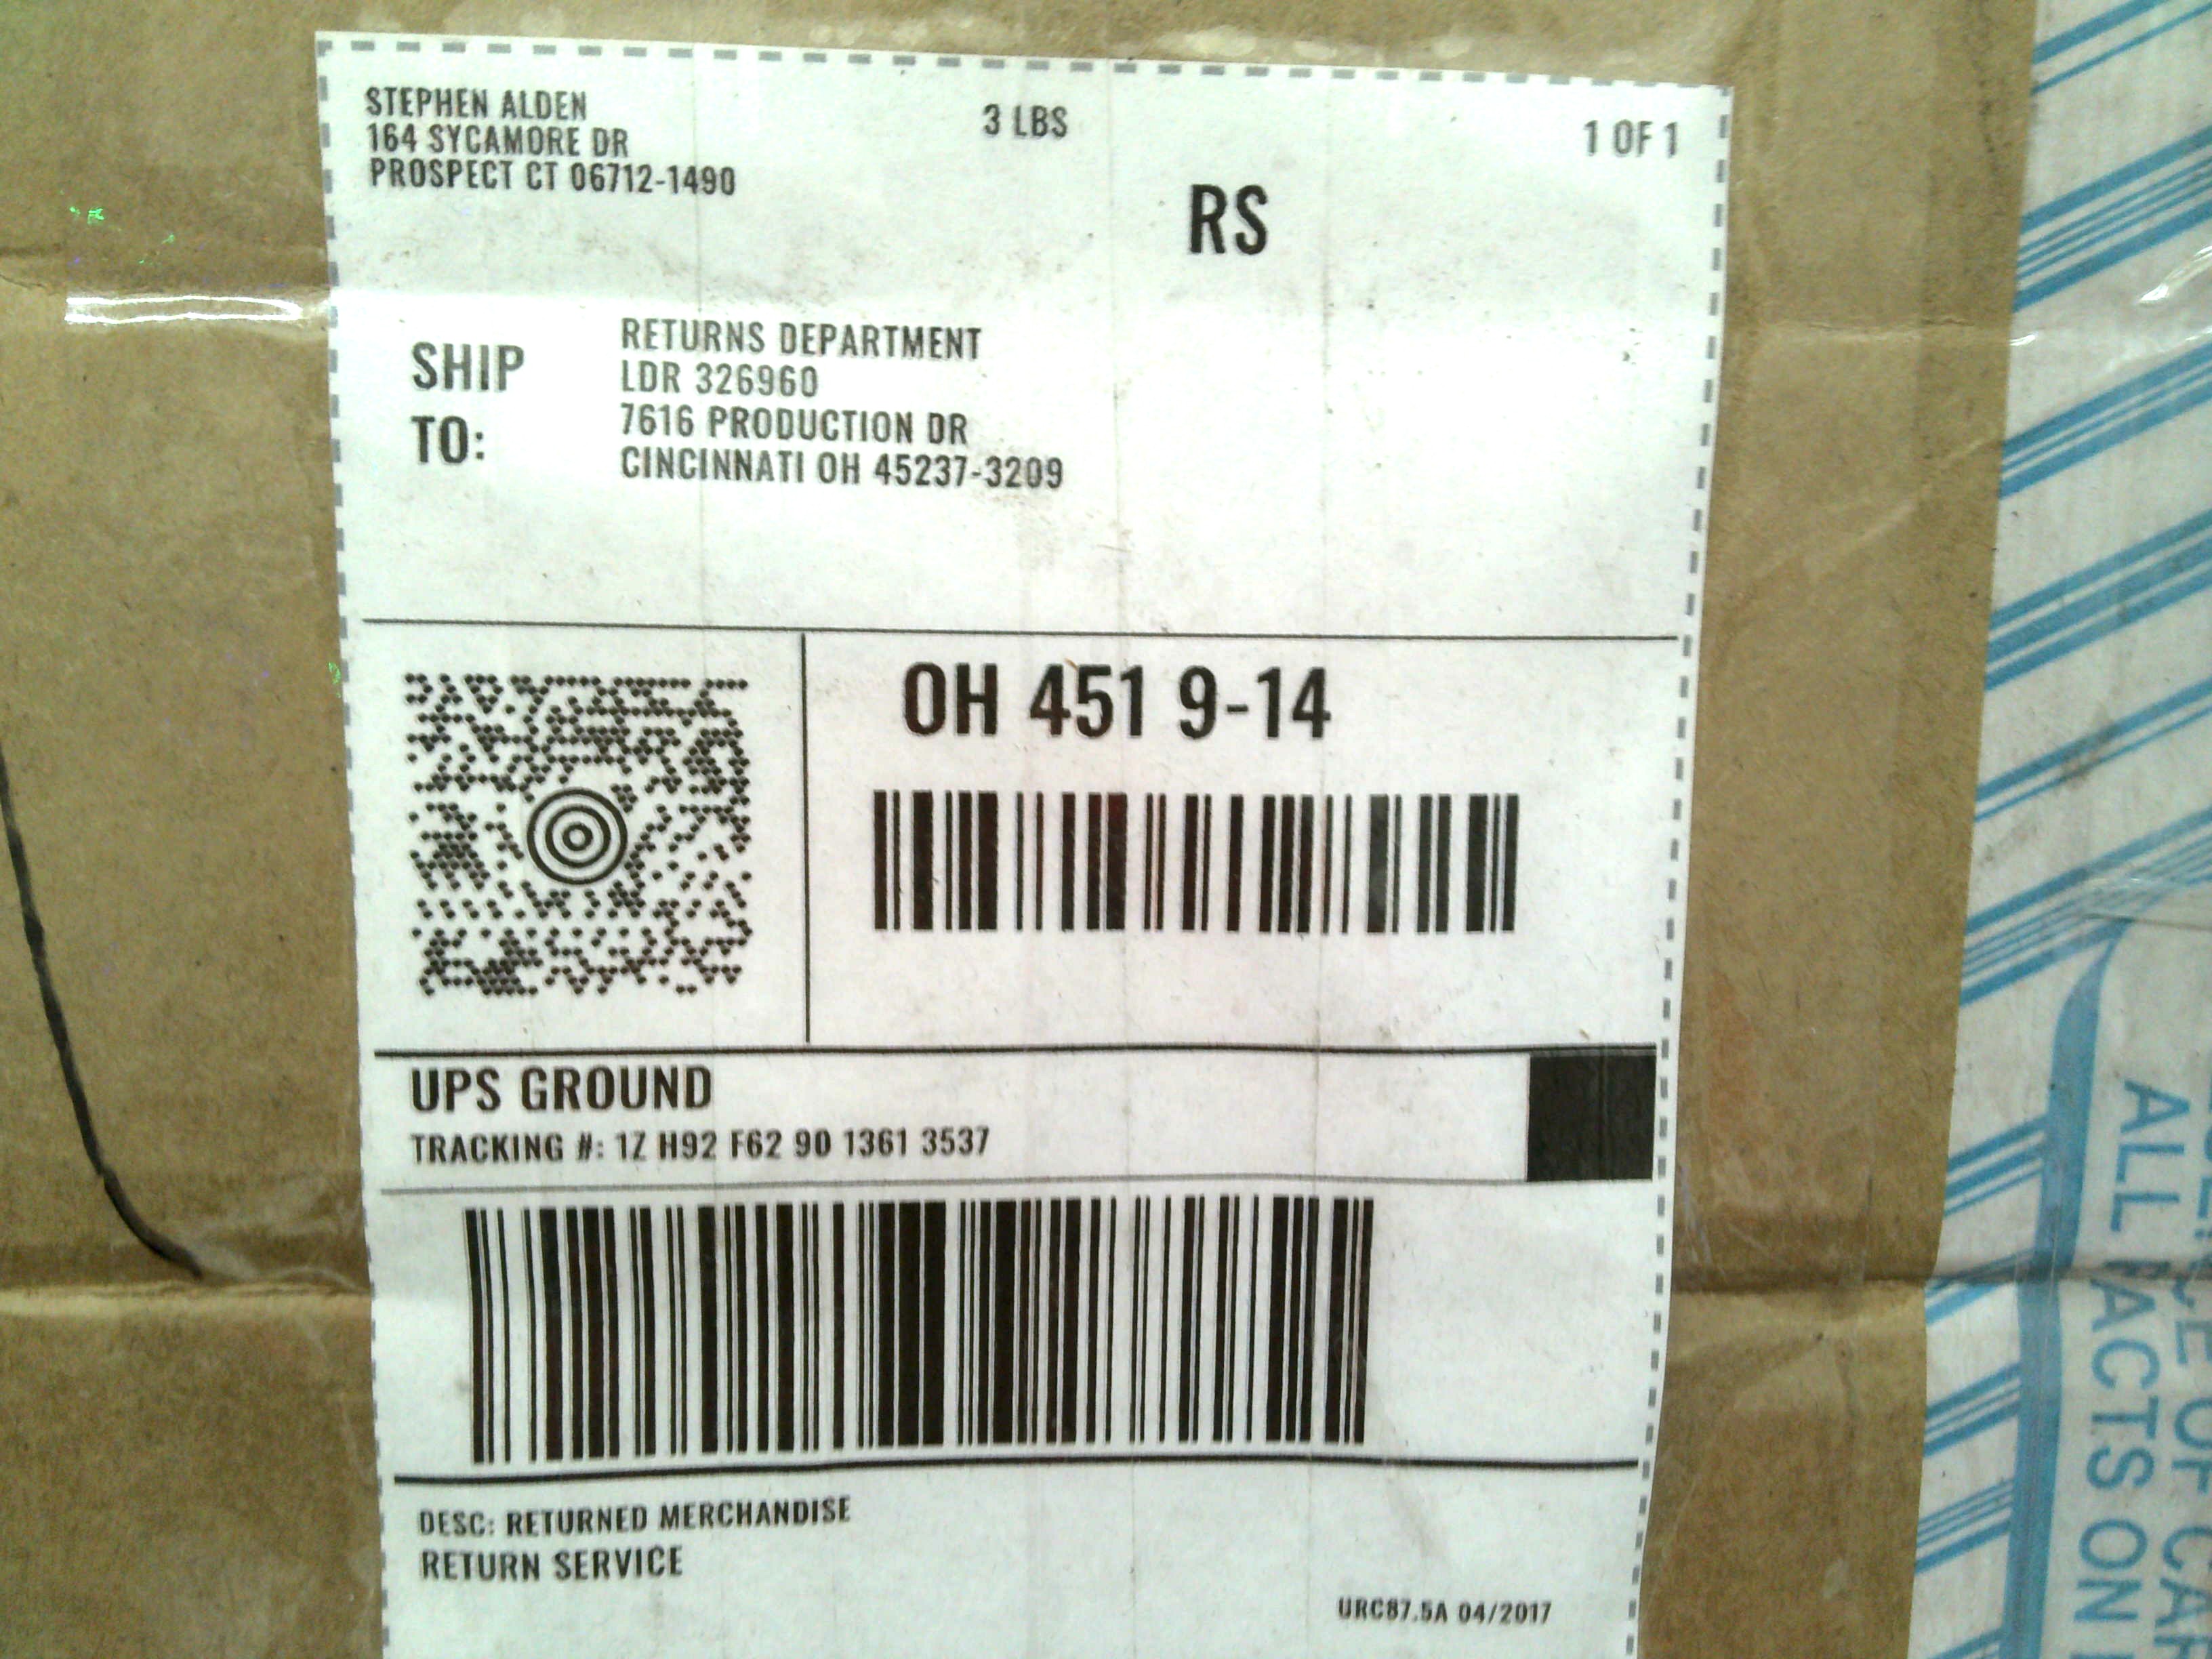 STEPHEN ALDEN
164 SYCAMORE DR
PROSPECT CT 06712-1490
3 LBS
1 OF 1
RS
SHIP
TO:
RETURNS DEPARTMENT
LDR 326960
7616 PRODUCTION DR
CINCINNATI OH 45237-3209
OH 451 9-14
UPS GROUND
TRACKING #: 1Z H92 F62 90 1361 3537
DESC: RETURNED MERCHANDISE
RETURN SERVICE
URC87.5A 04/2017
OF
ALL
ON